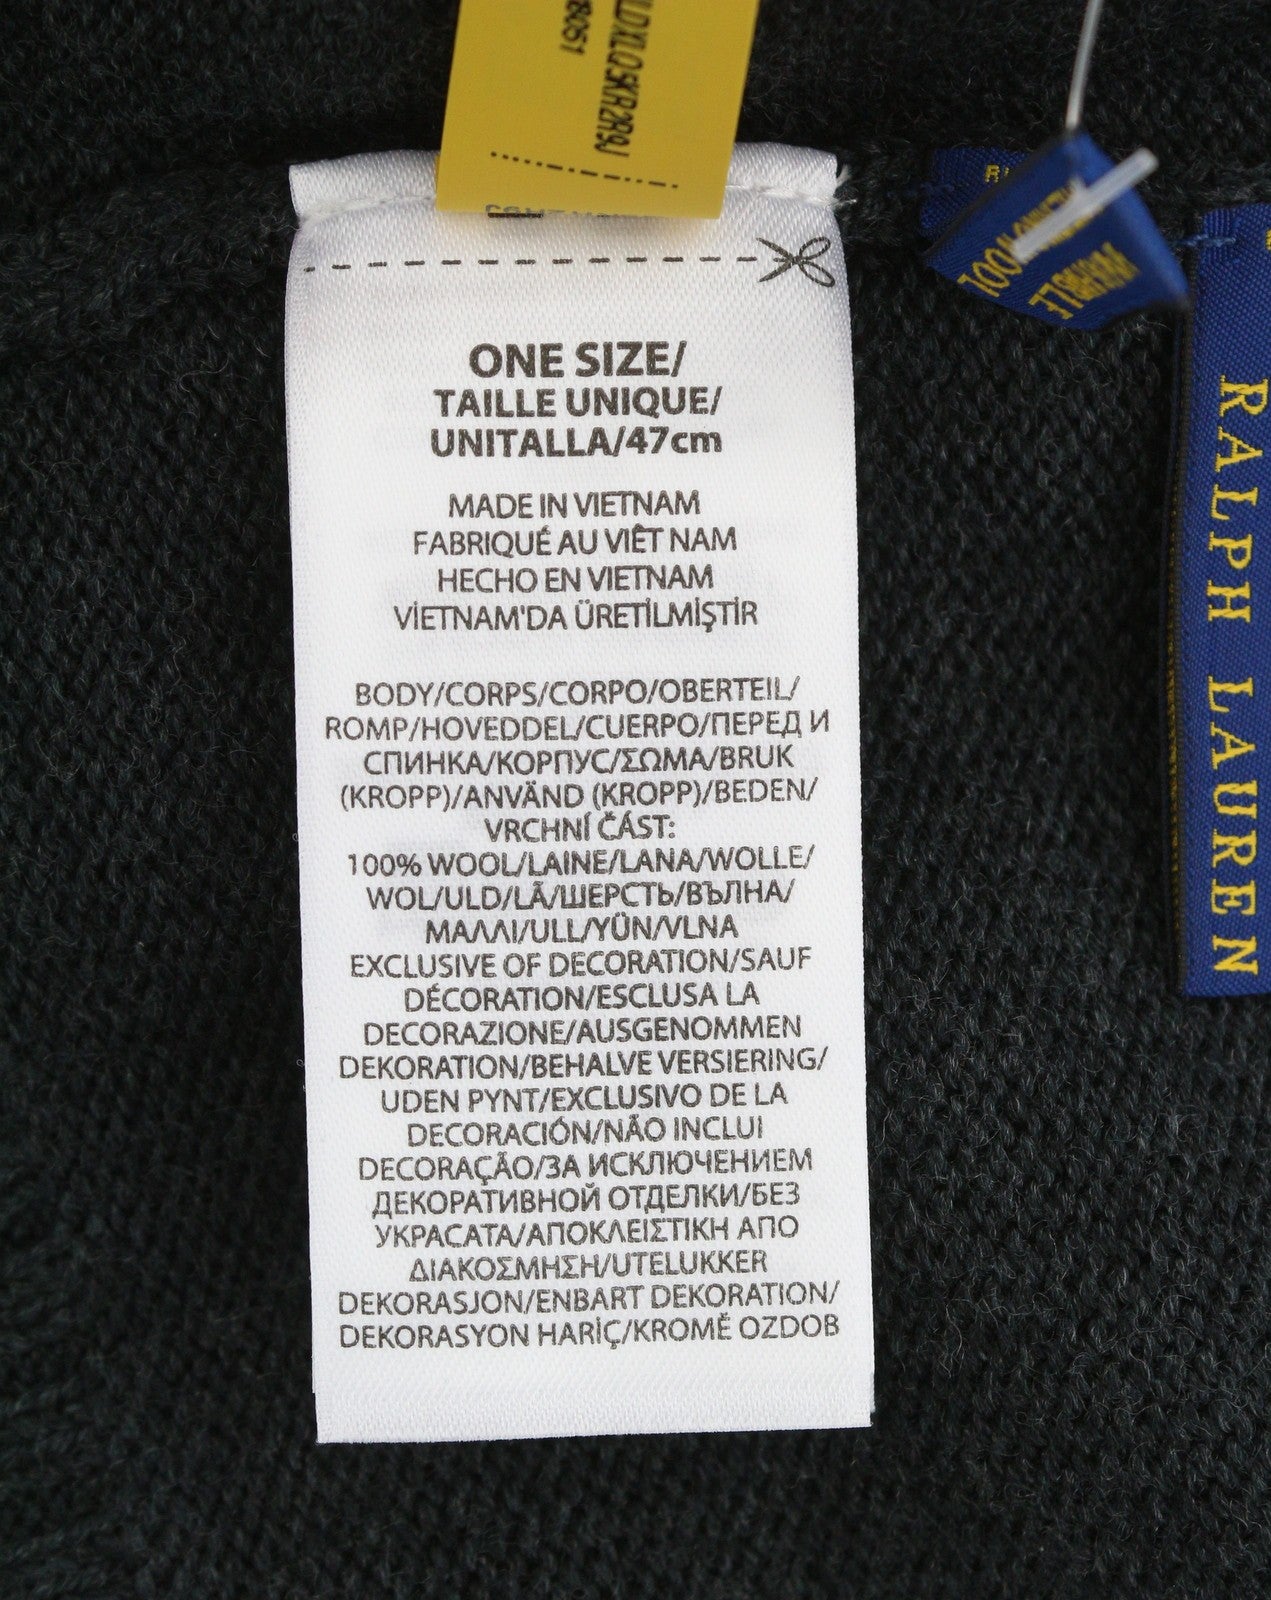 ONE SIZE/
TAILLE UNIQUE/
UNITALLA/47cm
MADE IN VIETNAM
FABRIQUÉ AU VIÊT NAM
HECHO EN VIETNAM
VİETNAM'DA ÜRETİLMİŞTİR
BODY/CORPS/CORPO/OBERTEIL/
ROMP/HOVEDDEL/CUERPO/ПЕРЕД И
СПИНКА/КОРПУС/ΣΩΜΑ/BRUK
(KROPP)/ANVÄND (KROPP)/BEDEN/
VRCHNÍ ČÁST:
100% WOOL/LAINE/LANA/WOLLE/
WOL/ULD/LÃ/ШЕРСТЬ/ВЪЛНА/
ΜΑΛΛΙ/ULL/YÜN/VLNA
EXCLUSIVE OF DECORATION/SAUF
DÉCORATION/ESCLUSA LA
DECORAZIONE/AUSGENOMMEN
DEKORATION/BEHALVE VERSIERING/
UDEN PYNT/EXCLUSIVO DE LA
DECORACIÓN/NÃO INCLUI
DECORAÇÃO/ЗА ИСКЛЮЧЕНИЕМ
ДЕКОРАТИВНОЙ ОТДЕЛКИ/БЕЗ
УКРАСАТА/ΑΠΟΚΛΕΙΣΤΙΚΗ ΑΠΟ
ΔΙΑΚΟΣΜΗΣΗ/UTELUKKER
DEKORASJON/ENBART DEKORATION/
DEKORASYON HARİÇ/KROMĚ OZDOB
RALPH LAUREN